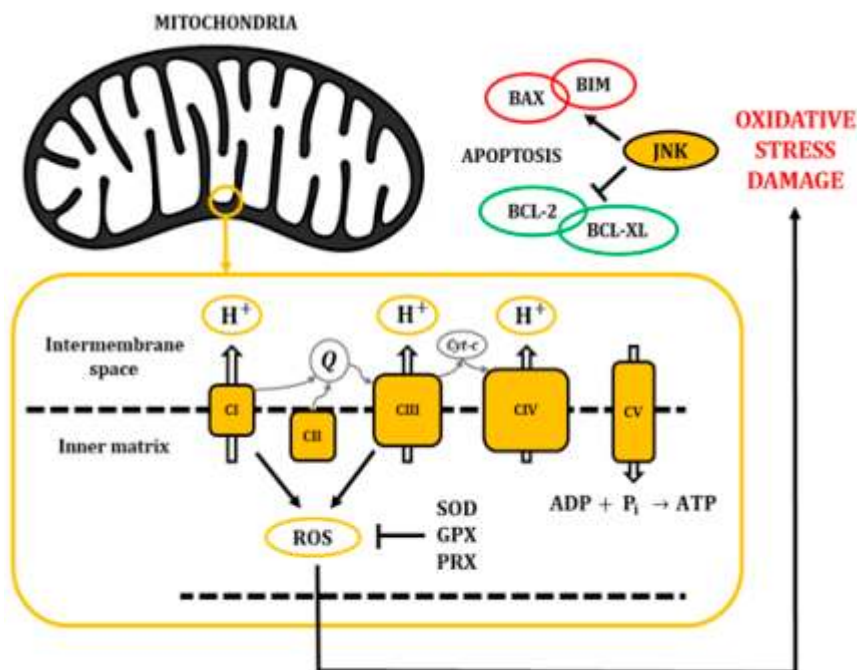 MITOCHONDRIA
BIM
BAX
OXIDATIVE
STRESS
DAMAGE
JNK
APOPTOSIS
BCL-2
BCL-XL
H+
H+
H+
Intermembrane
space
Q
Cyt-c
CI
CII
CIII
CIV
CV
Inner matrix
ADP + Pi → ATP
SOD
GPX
PRX
ROS